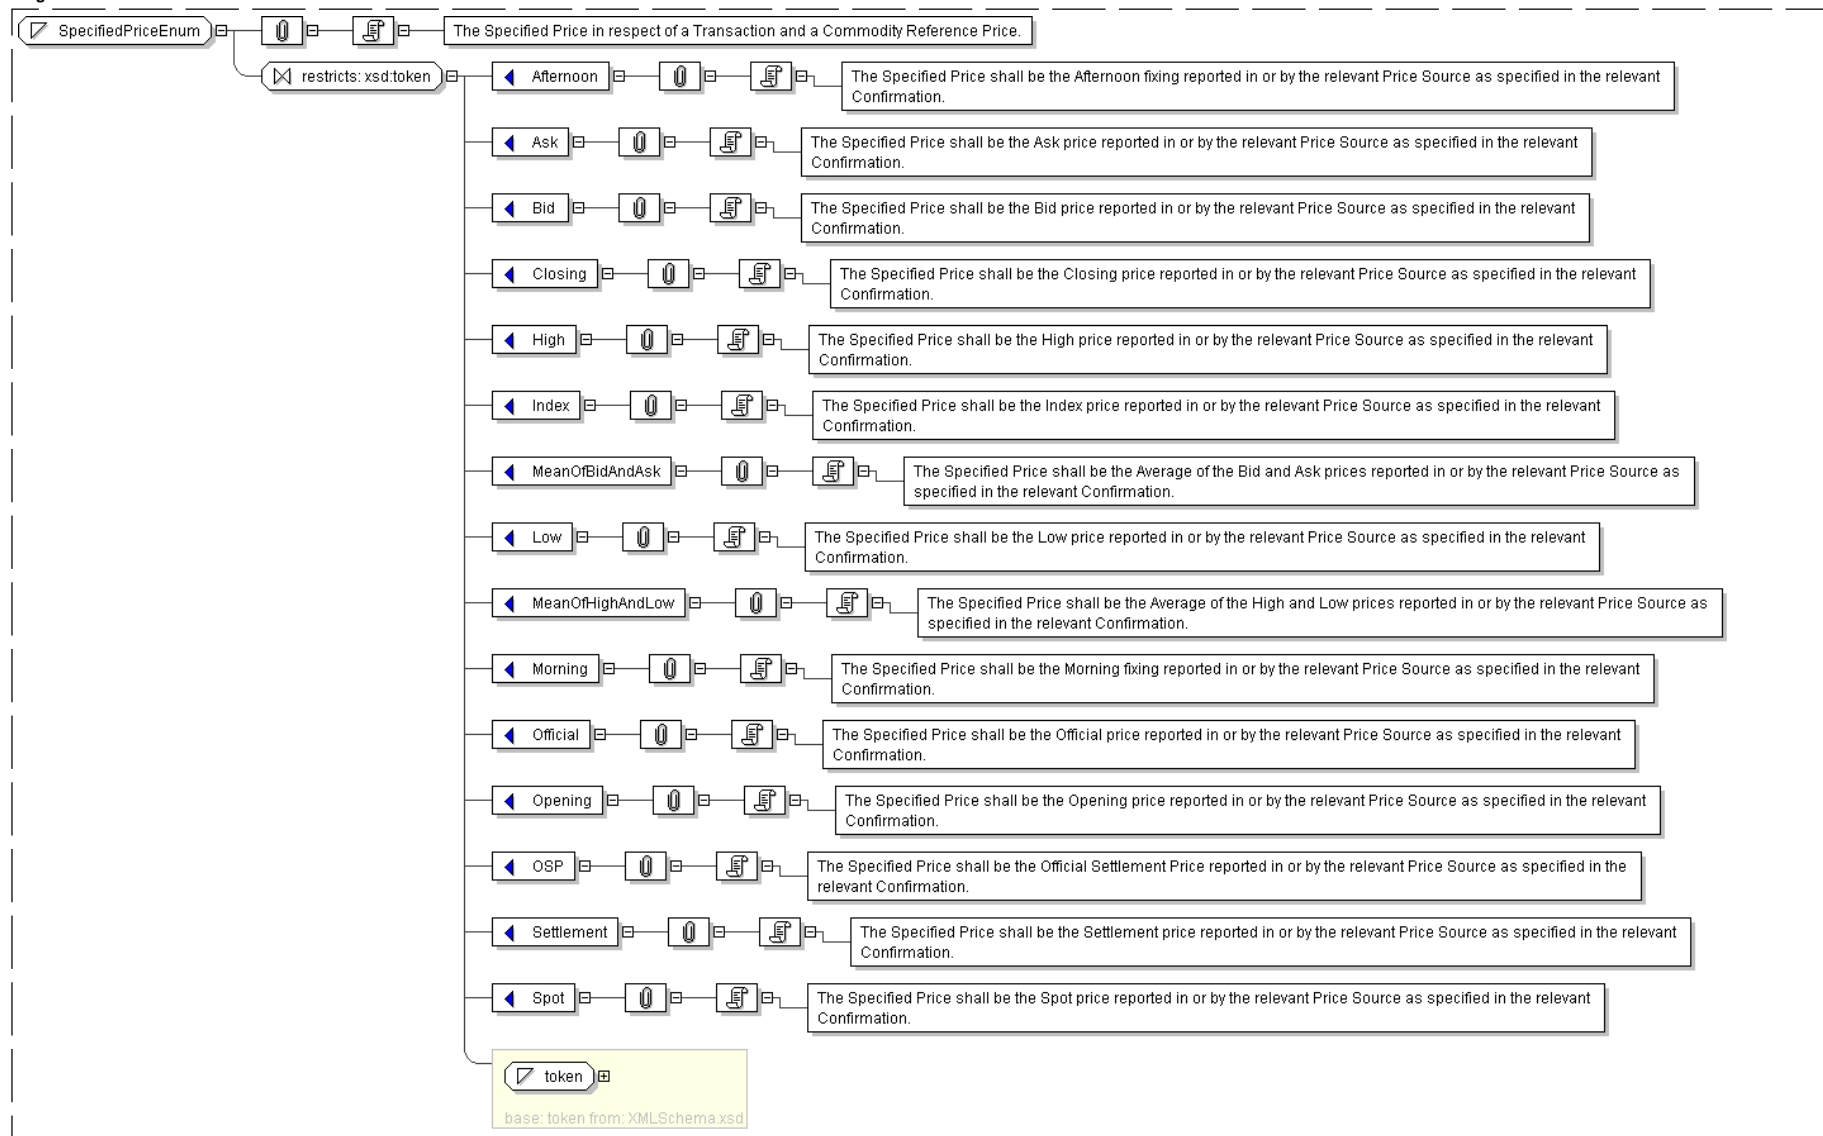 SpecifiedPriceEnum
The Specified Price in respect of a Transaction and a Commodity Reference Price.
restricts: xsd:token
Afternoon
The Specified Price shall be the Afternoon fixing reported in or by the relevant Price Source as specified in the relevant
Confirmation.
Ask
The Specified Price shall be the Ask price reported in or by the relevant Price Source as specified in the relevant
Confirmation.
Bid
The Specified Price shall be the Bid price reported in or by the relevant Price Source as specified in the relevant
Confirmation.
Closing
The Specified Price shall be the Closing price reported in or by the relevant Price Source as specified in the relevant
Confirmation.
High
The Specified Price shall be the High price reported in or by the relevant Price Source as specified in the relevant
Confirmation.
Index
The Specified Price shall be the Index price reported in or by the relevant Price Source as specified in the relevant
Confirmation.
MeanOfBidAndAsk
The Specified Price shall be the Average of the Bid and Ask prices reported in or by the relevant Price Source as
specified in the relevant Confirmation.
Low
The Specified Price shall be the Low price reported in or by the relevant Price Source as specified in the relevant
Confirmation.
MeanOfHighAndLow
The Specified Price shall be the Average of the High and Low prices reported in or by the relevant Price Source as
specified in the relevant Confirmation.
Morning
The Specified Price shall be the Morning fixing reported in or by the relevant Price Source as specified in the relevant
Confirmation.
Official
The Specified Price shall be the Official price reported in or by the relevant Price Source as specified in the relevant
Confirmation.
Opening
The Specified Price shall be the Opening price reported in or by the relevant Price Source as specified in the relevant
Confirmation.
OSP
The Specified Price shall be the Official Settlement Price reported in or by the relevant Price Source as specified in the
relevant Confirmation.
Settlement
The Specified Price shall be the Settlement price reported in or by the relevant Price Source as specified in the relevant
Confirmation.
Spot
The Specified Price shall be the Spot price reported in or by the relevant Price Source as specified in the relevant
Confirmation.
token
base: token from: XMLSchema.xsd